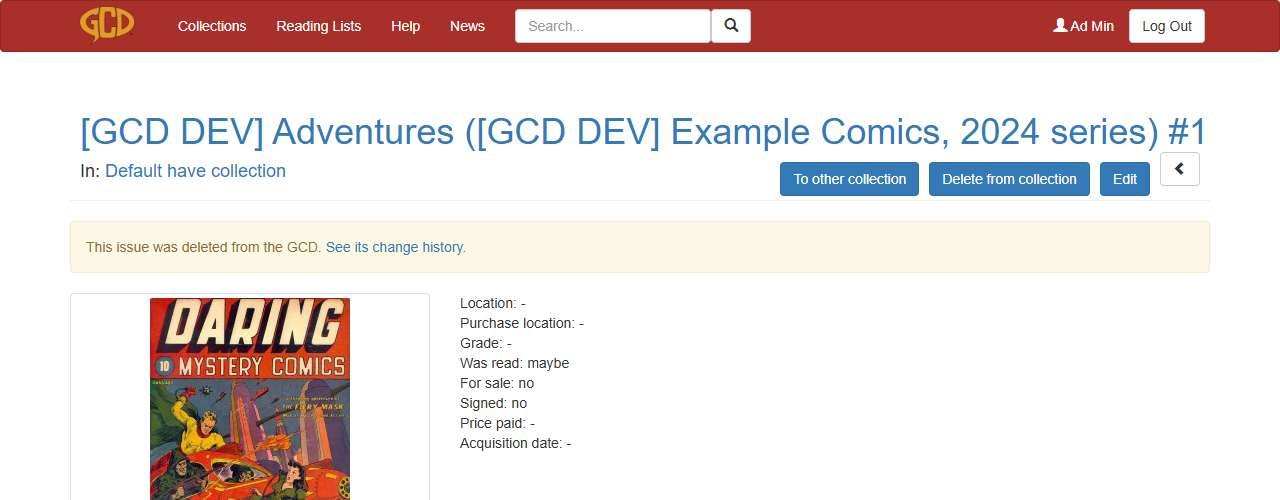 GCD
Collections
Reading Lists
Help
News
Search...
Ad Min
Log Out
[GCD DEV] Adventures ([GCD DEV] Example Comics, 2024 series) #1
In: Default have collection
To other collection
Delete from collection
Edit
This issue was deleted from the GCD. See its change history.
DARING
10
MYSTERY COMICS
JANUARY
THE FIERY MASK
Location: -
Purchase location: -
Grade: -
Was read: maybe
For sale: no
Signed: no
Price paid: -
Acquisition date: -